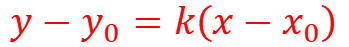 y − y₀ = k(x − x₀)